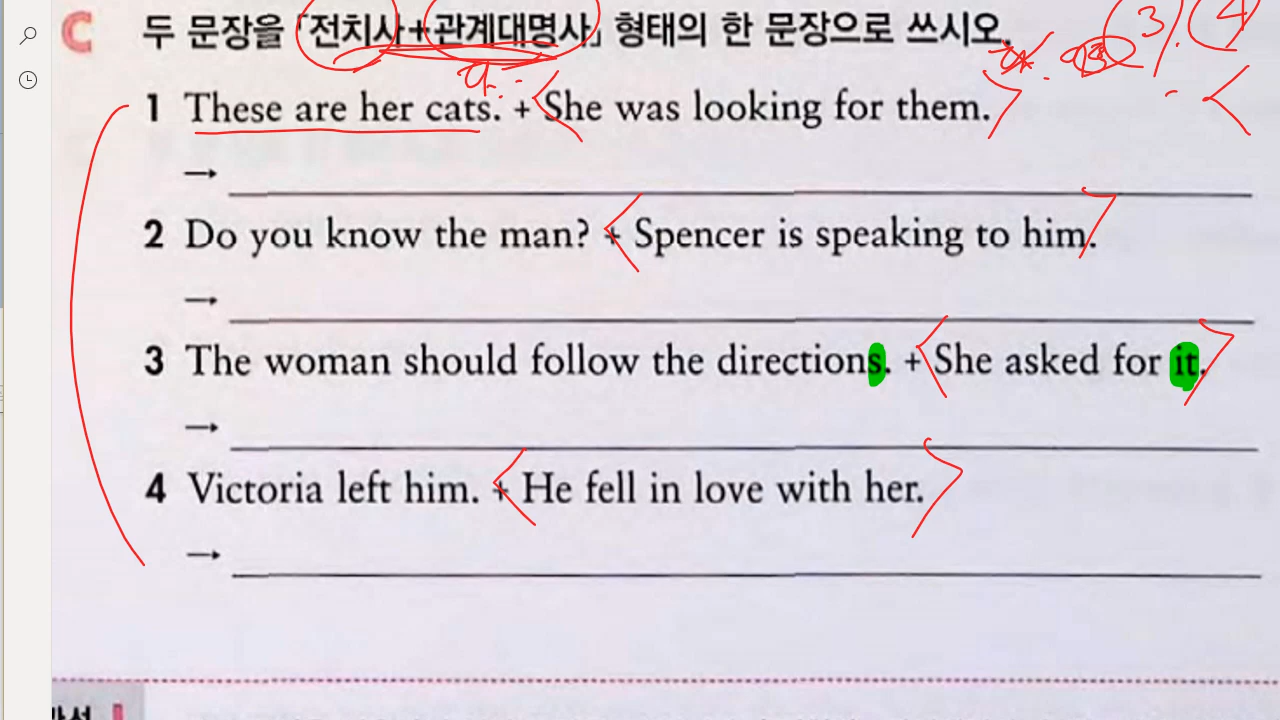 C 두 문장을 「전치사+관계대명사」 형태의 한 문장으로 쓰시오.
3. 4
1 These are her cats. + She was looking for them.
→
2 Do you know the man? + Spencer is speaking to him.
→
3 The woman should follow the directions. + She asked for it.
→
4 Victoria left him. + He fell in love with her.
→